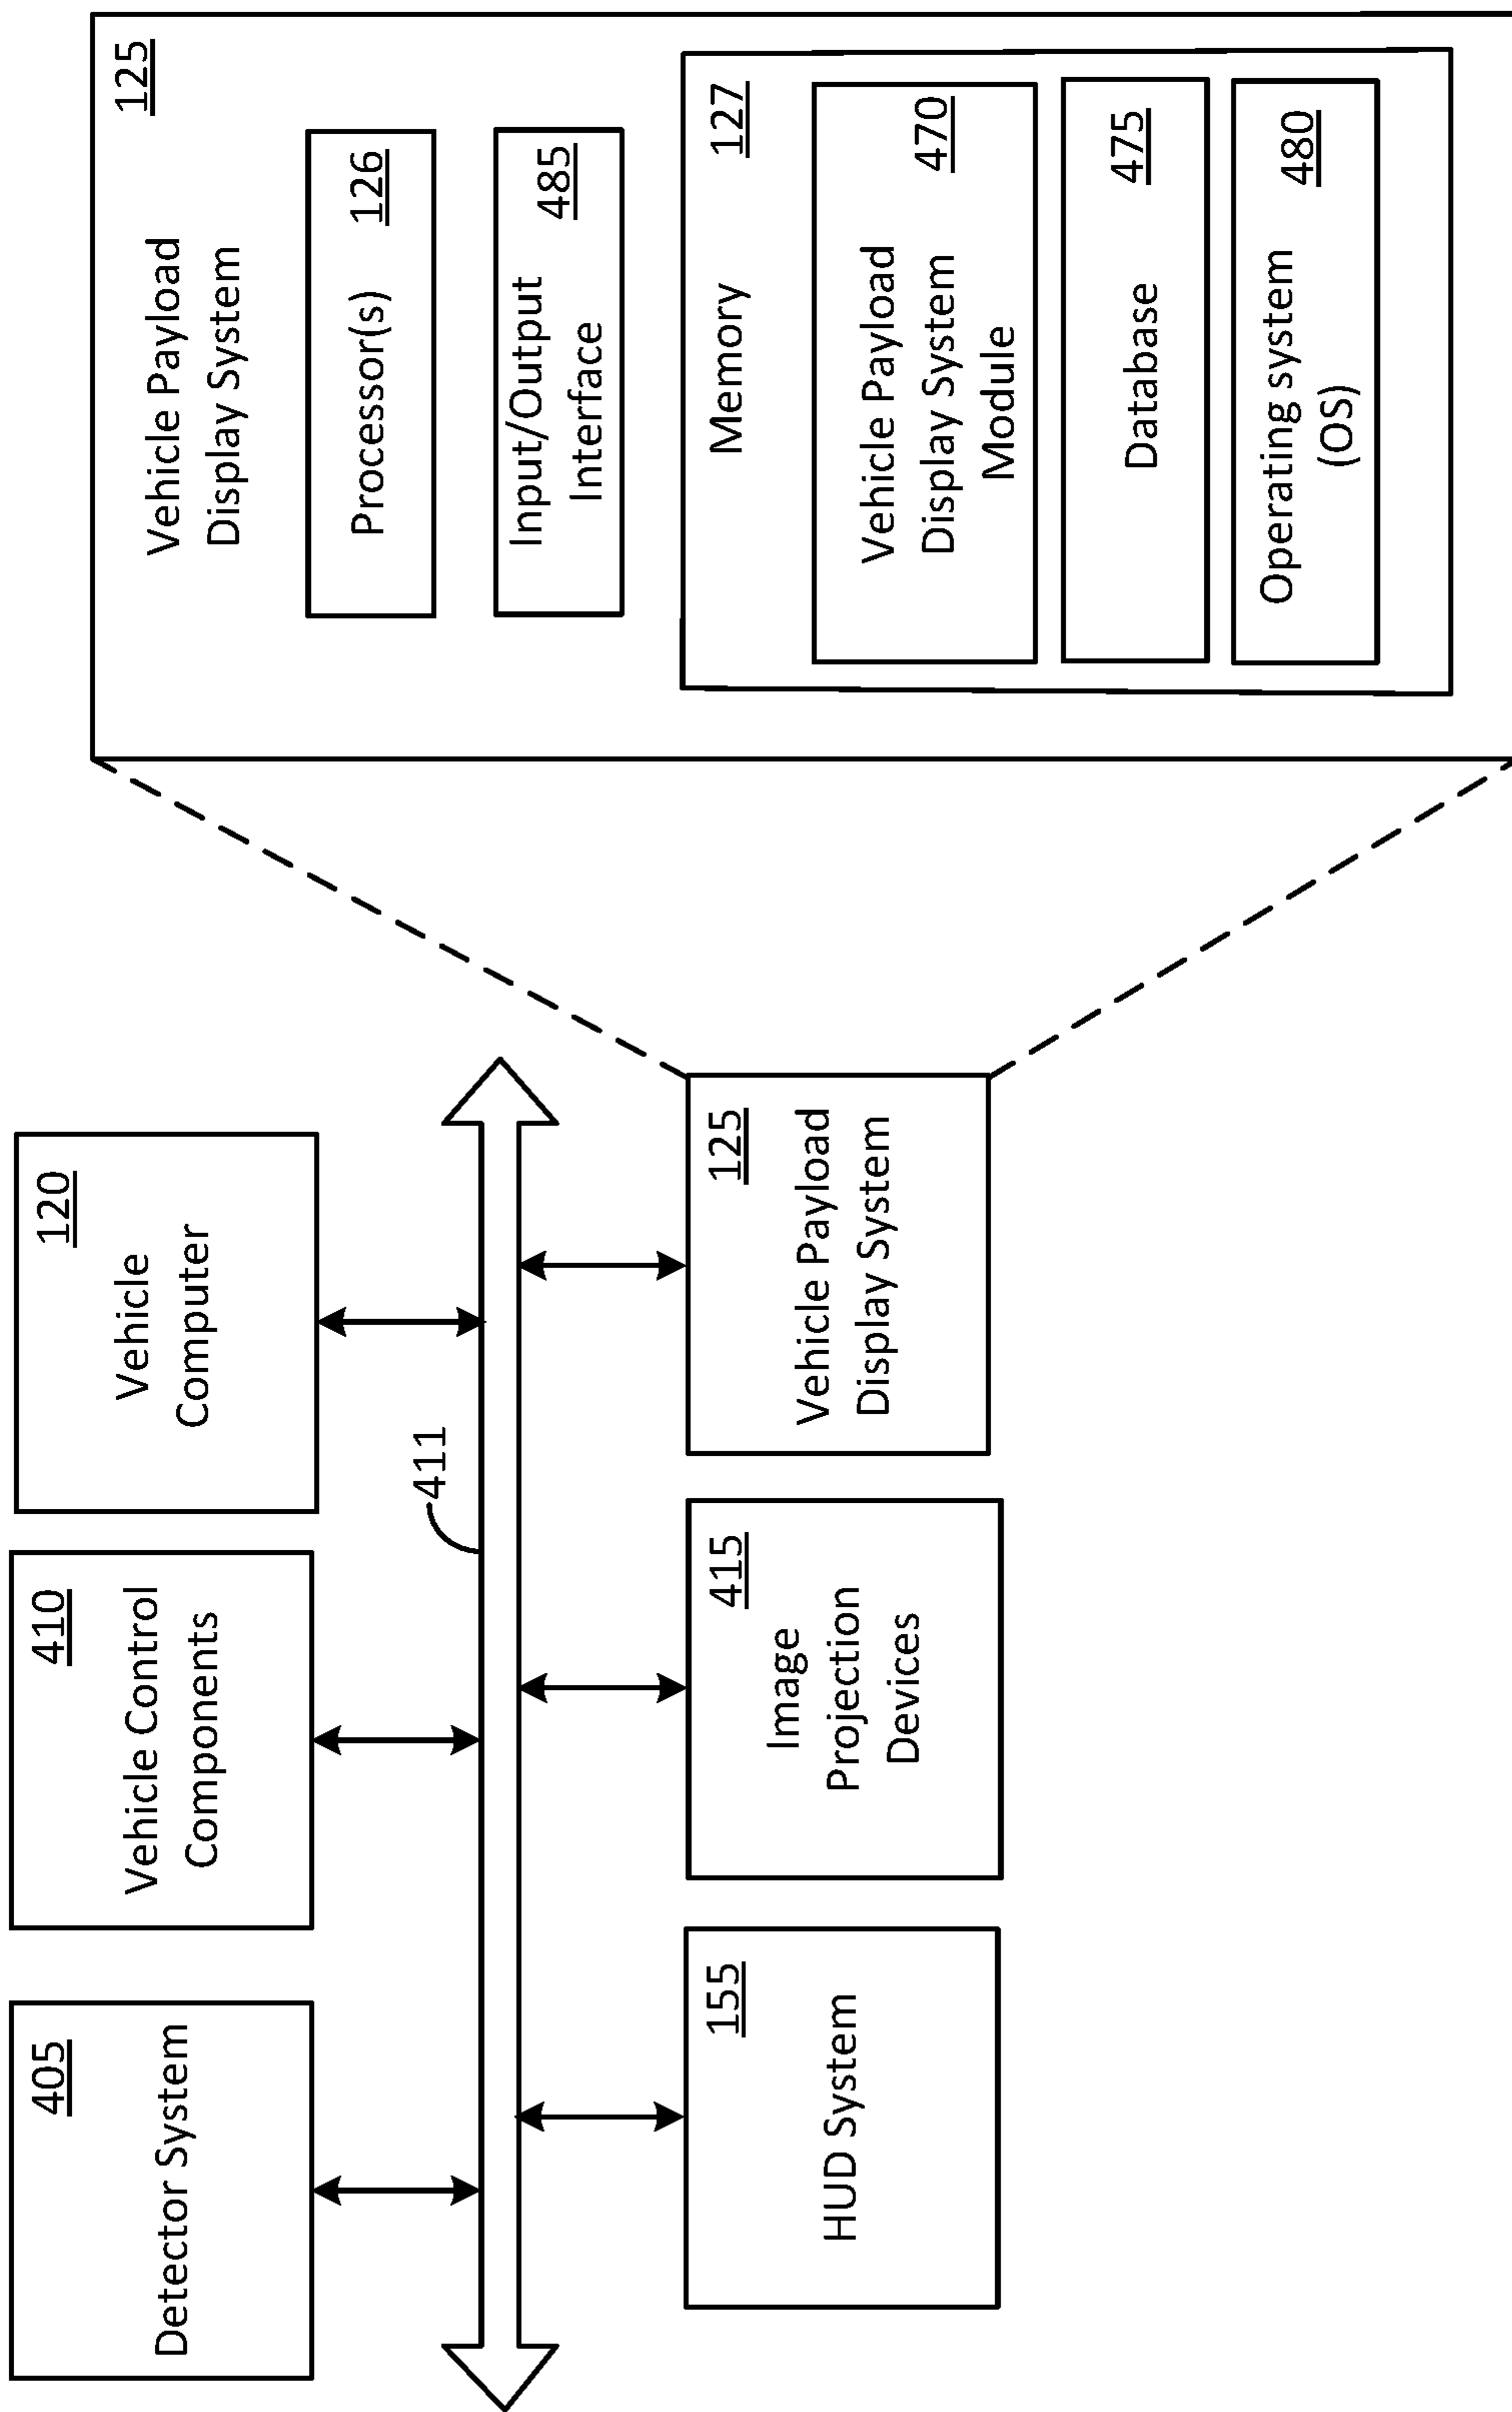 405
Detector System
410
Vehicle Control
Components
120
Vehicle
Computer
411
155
HUD System
415
Image
Projection
Devices
125
Vehicle Payload
Display System
125
Vehicle Payload
Display System
Processor(s) 126
Input/Output 485
Interface
Memory 127
Vehicle Payload 470
Display System
Module
Database 475
Operating system 480
(OS)